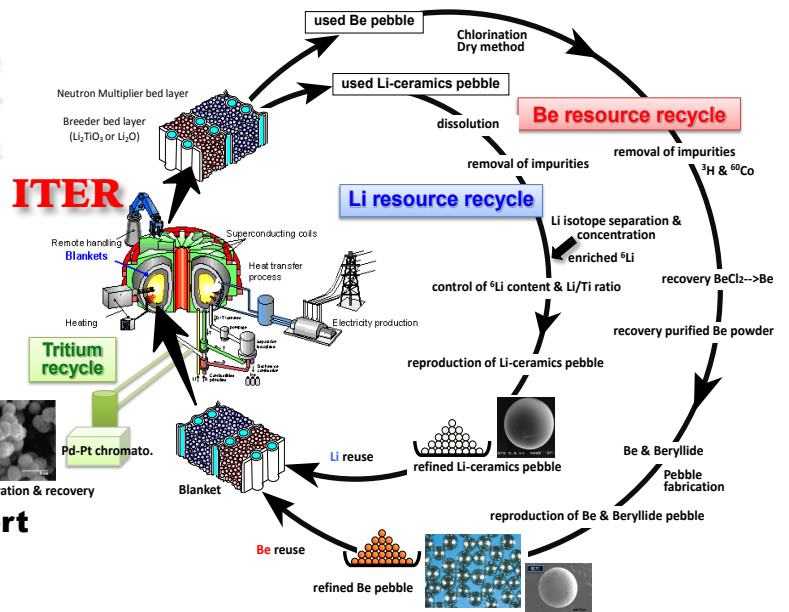 used Be pebble
Chlorination
Dry method
used Li-ceramics pebble
Neutron Multiplier bed layer
Breeder bed layer
(Li₂TiO₃ or Li₂O)
Be resource recycle
dissolution
removal of impurities
removal of impurities
³H & ⁶⁰Co
ITER
Li resource recycle
Li isotope separation &
concentration
enriched ⁶Li
Superconducting coils
Remote handling
Blankets
Heat transfer
process
recovery BeCl₂-->Be
control of ⁶Li content & Li/Ti ratio
Heating
Electricity production
recovery purified Be powder
Tritium
recycle
reproduction of Li-ceramics pebble
Pd-Pt chromato.
Be & Beryllide
Pebble
fabrication
Li reuse
refined Li-ceramics pebble
ration & recovery
Blanket
reproduction of Be & Beryllide pebble
rt
Be reuse
refined Be pebble